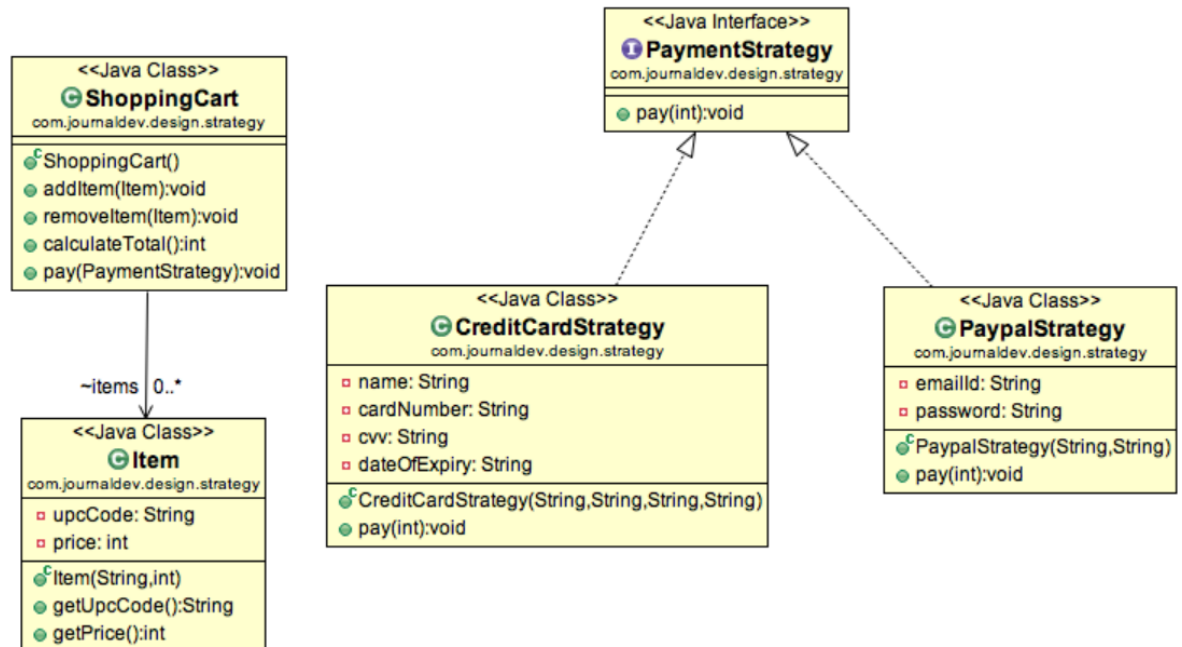 <<Java Class>>
ShoppingCart
com.journaldev.design.strategy
ShoppingCart()
addItem(Item):void
removeItem(Item):void
calculateTotal():int
pay(PaymentStrategy):void
~items 0..*
<<Java Class>>
Item
com.journaldev.design.strategy
upcCode: String
price: int
Item(String,int)
getUpcCode():String
getPrice():int
<<Java Interface>>
PaymentStrategy
com.journaldev.design.strategy
pay(int):void
<<Java Class>>
CreditCardStrategy
com.journaldev.design.strategy
name: String
cardNumber: String
cvv: String
dateOfExpiry: String
CreditCardStrategy(String,String,String,String)
pay(int):void
<<Java Class>>
PaypalStrategy
com.journaldev.design.strategy
emailId: String
password: String
PaypalStrategy(String,String)
pay(int):void